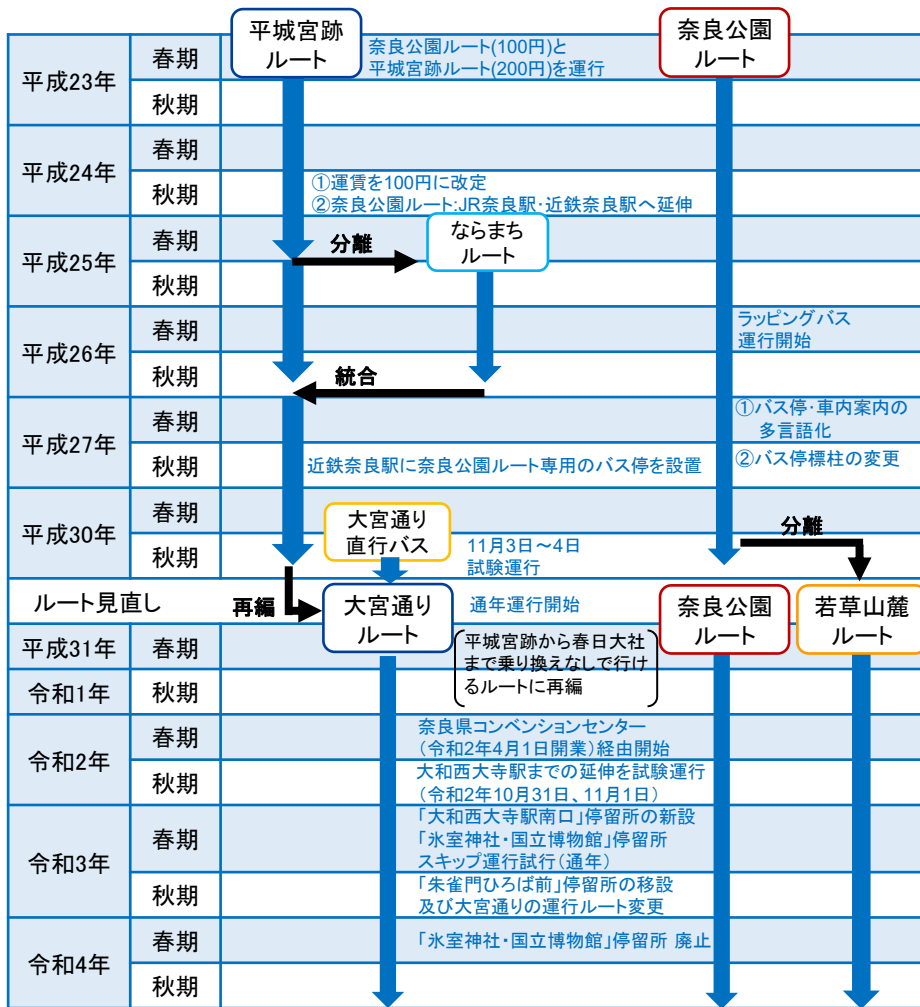 平城宮跡
ルート
奈良公園
ルート
平成23年
春期
奈良公園ルート(100円)と
平城宮跡ルート(200円)を運行
秋期
平成24年
春期
秋期
①運賃を100円に改定
②奈良公園ルート:JR奈良駅・近鉄奈良駅へ延伸
平成25年
春期
分離
ならまち
ルート
秋期
平成26年
春期
ラッピングバス
運行開始
秋期
統合
平成27年
春期
①バス停・車内案内の
多言語化
秋期
近鉄奈良駅に奈良公園ルート専用のバス停を設置
②バス停標柱の変更
平成30年
春期
大宮通り
直行バス
分離
秋期
11月3日～4日
試験運行
ルート見直し
再編
大宮通り
ルート
通年運行開始
奈良公園
ルート
若草山麓
ルート
平成31年
春期
平城宮跡から春日大社
まで乗り換えなしで行け
るルートに再編
令和1年
秋期
令和2年
春期
奈良県コンベンションセンター
(令和2年4月1日開業)経由開始
秋期
大和西大寺駅までの延伸を試験運行
(令和2年10月31日、11月1日)
令和3年
春期
「大和西大寺駅南口」停留所の新設
「氷室神社・国立博物館」停留所
スキップ運行試行(通年)
秋期
「朱雀門ひろば前」停留所の移設
及び大宮通りの運行ルート変更
令和4年
春期
「氷室神社・国立博物館」停留所 廃止
秋期